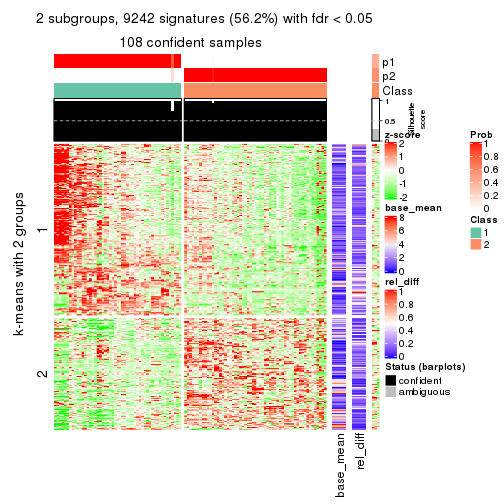 2 subgroups, 9242 signatures (56.2%) with fdr < 0.05
108 confident samples
p1
p2
Class
1
0.5
Silhouette
score
k-means with 2 groups
1
2
base_mean
rel_diff
z-score
2
1
0
-1
-2
base_mean
8
6
4
2
0
rel_diff
1
0.8
0.6
0.4
0.2
0
Status (barplots)
confident
ambiguous
Prob
1
0.8
0.6
0.4
0.2
0
Class
1
2